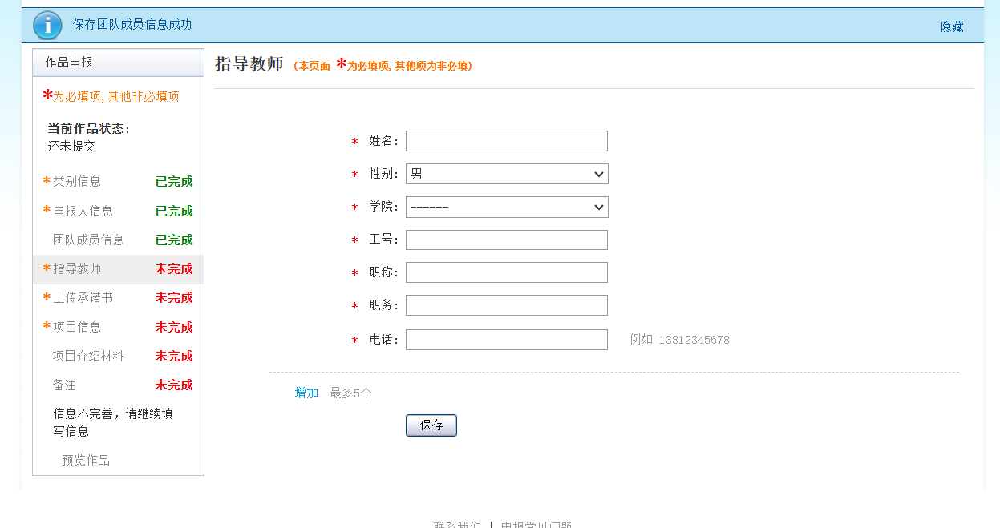 保存团队成员信息成功
隐藏
作品申报
*为必填项, 其他非必填项
当前作品状态:
还未提交
*类别信息 已完成
*申报人信息 已完成
团队成员信息 已完成
*指导教师 未完成
*上传承诺书 未完成
*项目信息 未完成
项目介绍材料 未完成
备注 未完成
信息不完善，请继续填
写信息
预览作品
指导教师 (本页面 *为必填项, 其他项为非必填)
* 姓名:
* 性别: 男
* 学院: ------
* 工号:
* 职称:
* 职务:
* 电话: 例如 13812345678
增加 最多5个
保存
联系我们 | 申报常见问题